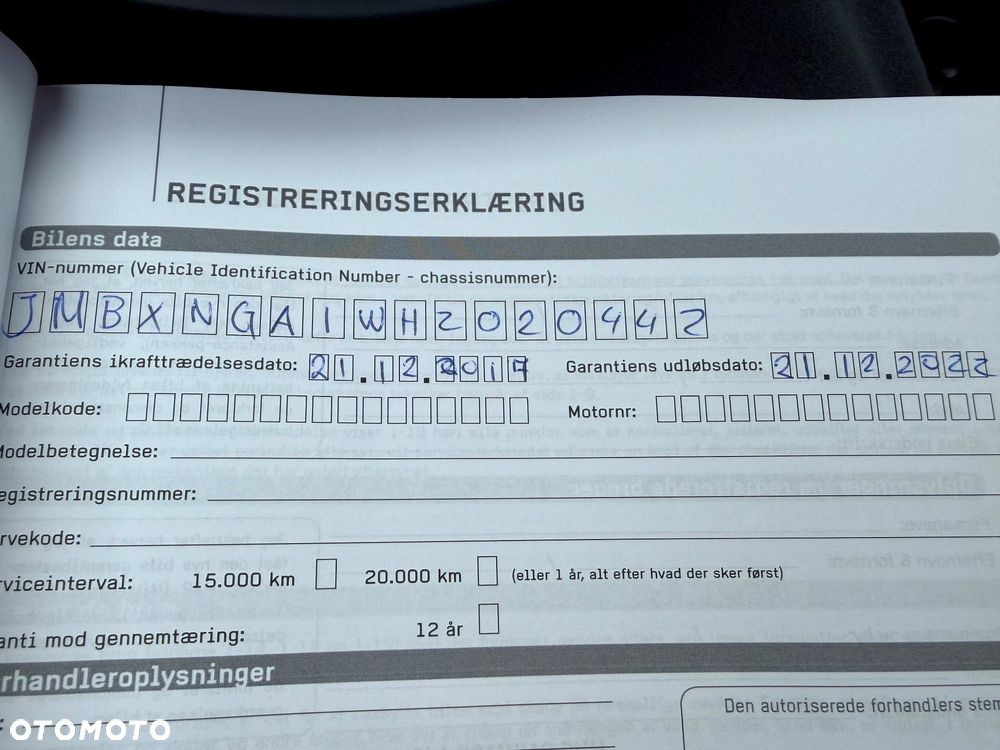 REGISTRERINGSERKLÆRING
Bilens data
VIN-nummer (Vehicle Identification Number - chassisnummer):
JMBXNGA1WHZ020442
Garantiens ikrafttrædelsesdato: 21.12.2017 Garantiens udløbsdato: 21.12.2022
Modelkode: Motornr:
Modelbetegnelse:
egistreringsnummer:
rvekode:
rviceinterval: 15.000 km 20.000 km (eller 1 år, alt efter hvad der sker først)
anti mod gennemtæring: 12 år
rhandleroplysninger
Den autoriserede forhandlers stem
OTOMOTO